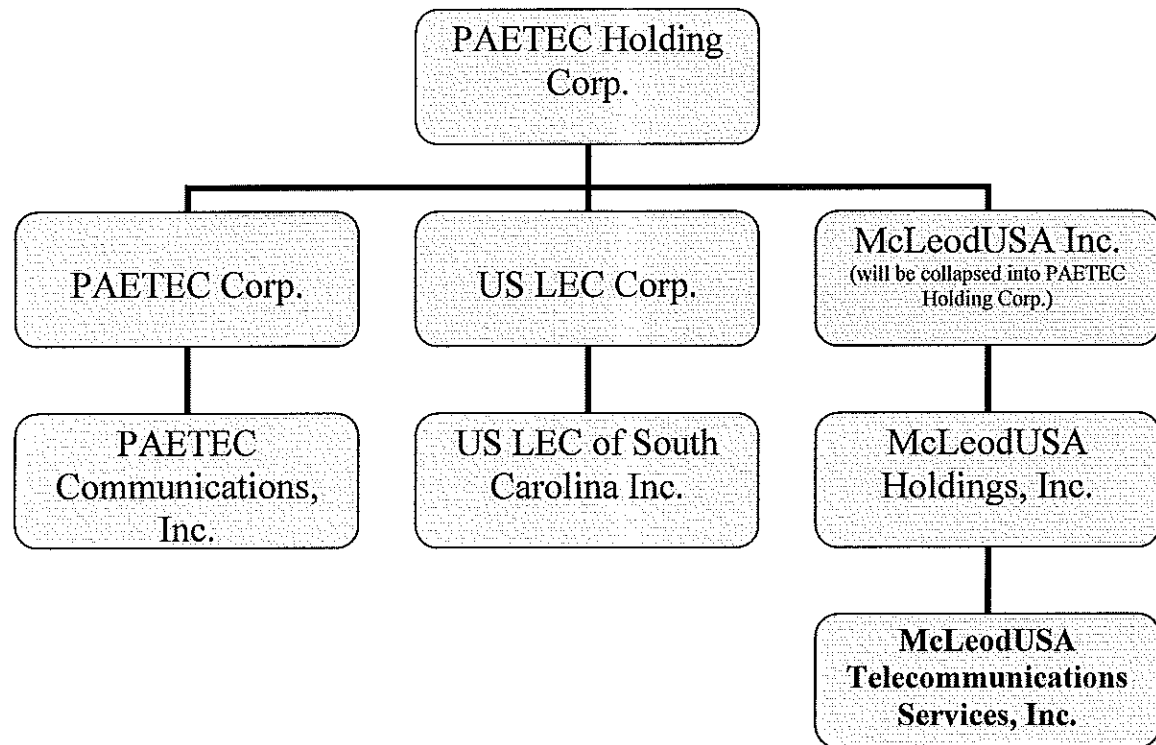 PAETEC Holding
Corp.
PAETEC Corp.
US LEC Corp.
McLeodUSA Inc.
(will be collapsed into PAETEC
Holding Corp.)
PAETEC
Communications,
Inc.
US LEC of South
Carolina Inc.
McLeodUSA
Holdings, Inc.
McLeodUSA
Telecommunications
Services, Inc.